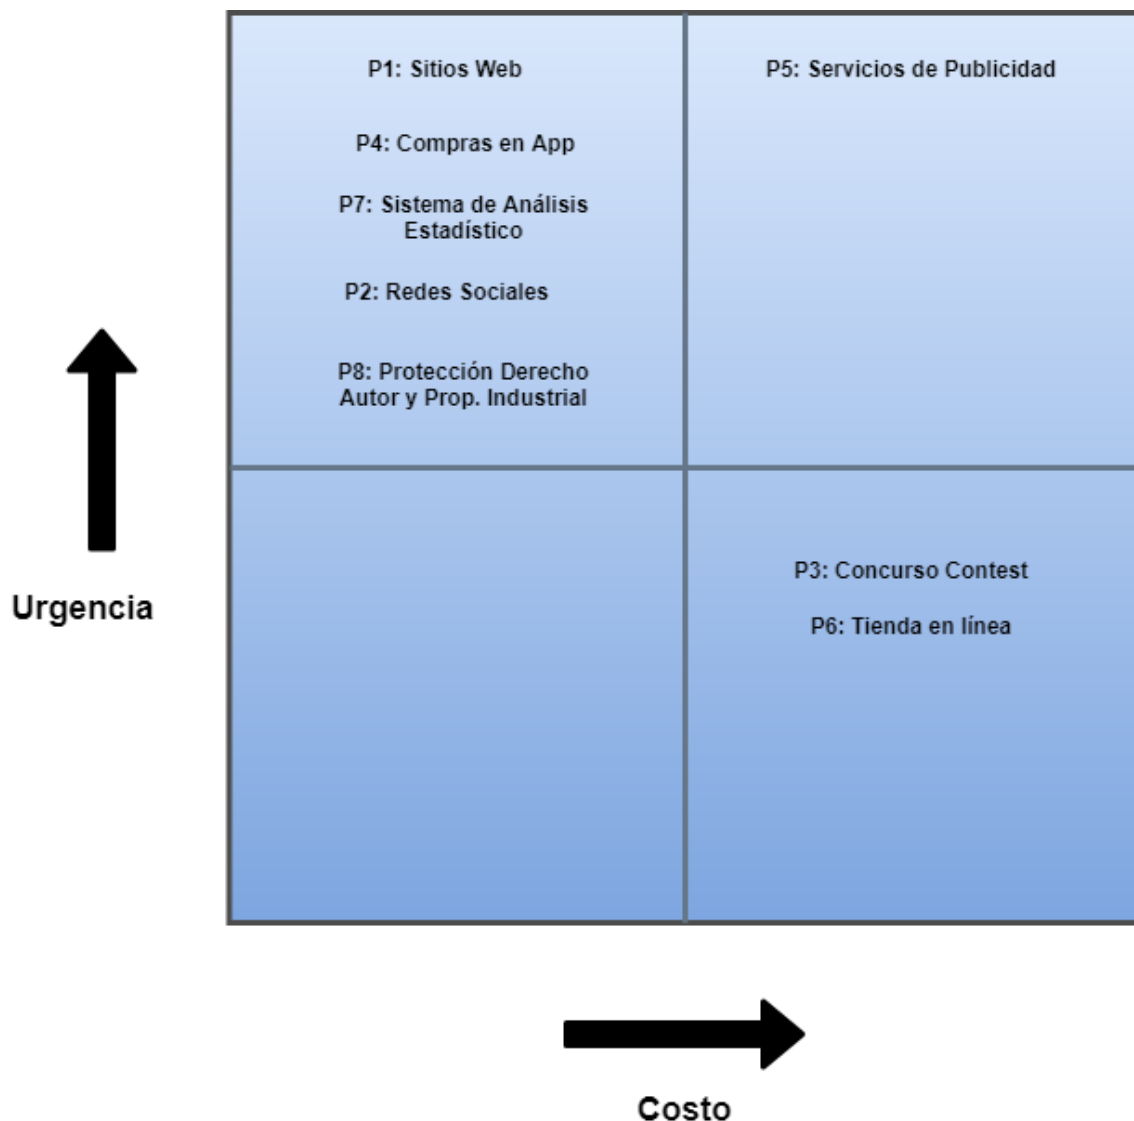 P1: Sitios Web
P4: Compras en App
P7: Sistema de Análisis
Estadístico
P2: Redes Sociales
P8: Protección Derecho
Autor y Prop. Industrial
P5: Servicios de Publicidad
P3: Concurso Contest
P6: Tienda en línea
Urgencia
Costo